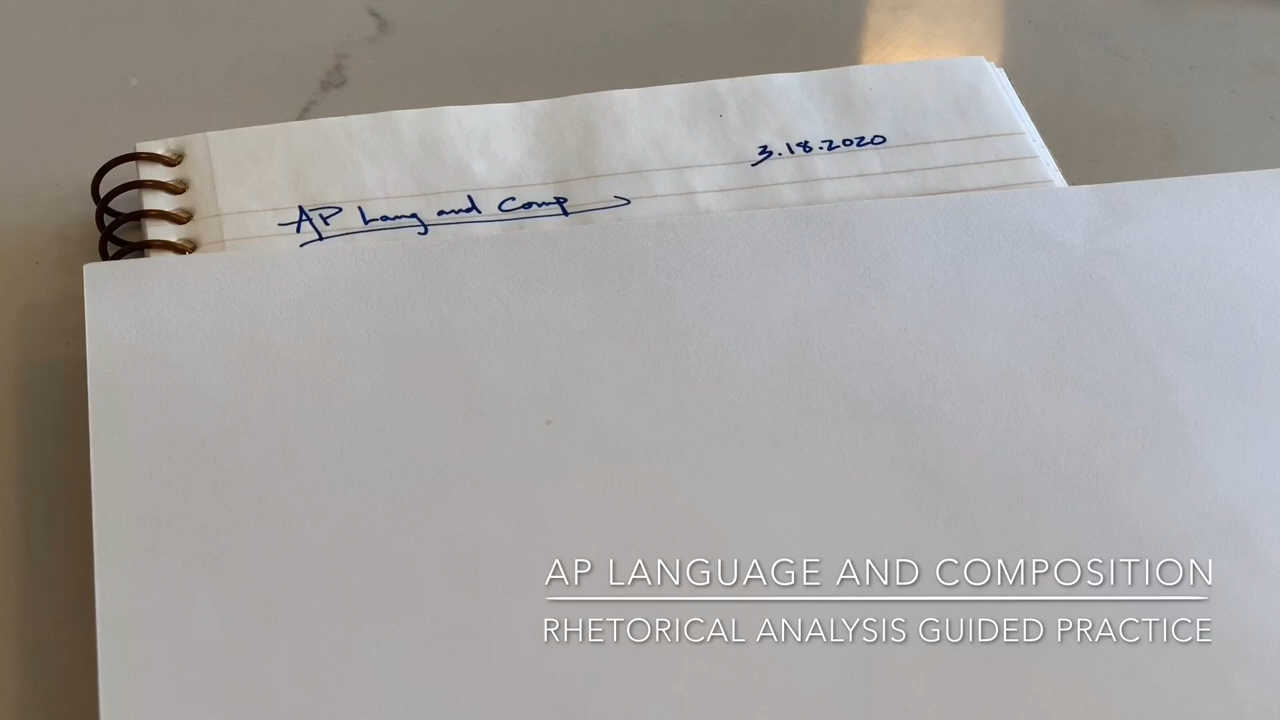 3.18.2020
AP Lang and Comp
AP LANGUAGE AND COMPOSITION
RHETORICAL ANALYSIS GUIDED PRACTICE